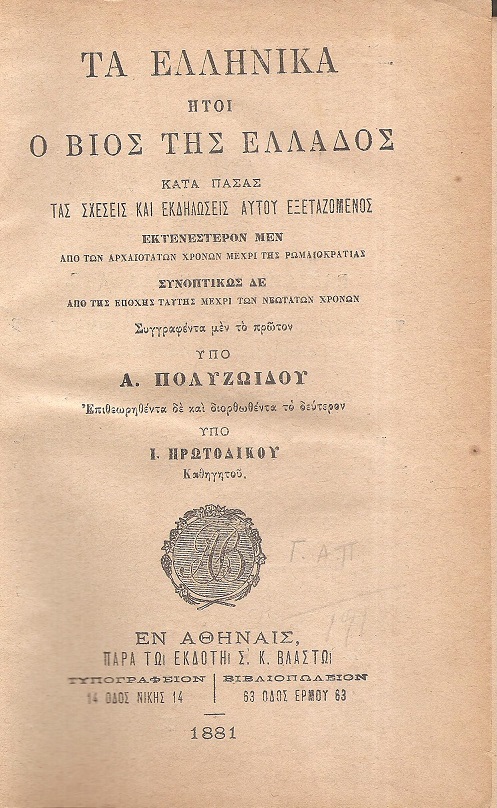 ΤΑ ΕΛΛΗΝΙΚΑ
ΗΤΟΙ
Ο ΒΙΟΣ ΤΗΣ ΕΛΛΑΔΟΣ
ΚΑΤΑ ΠΑΣΑΣ
ΤΑΣ ΣΧΕΣΕΙΣ ΚΑΙ ΕΚΔΗΛΩΣΕΙΣ ΑΥΤΟΥ ΕΞΕΤΑΖΟΜΕΝΟΣ
ΕΚΤΕΝΕΣΤΕΡΟΝ ΜΕΝ
ΑΠΟ ΤΩΝ ΑΡΧΑΙΟΤΑΤΩΝ ΧΡΟΝΩΝ ΜΕΧΡΙ ΤΗΣ ΡΩΜΑΙΟΚΡΑΤΙΑΣ
ΣΥΝΟΠΤΙΚΩΣ ΔΕ
ΑΠΟ ΤΗΣ ΕΠΟΧΗΣ ΤΑΥΤΗΣ ΜΕΧΡΙ ΤΩΝ ΝΕΩΤΑΤΩΝ ΧΡΟΝΩΝ
Συγγραφέντα μὲν τὸ πρῶτον
ΥΠΟ
Α. ΠΟΛΥΖΩΙΔΟΥ
Ἐπιθεωρηθέντα δὲ καὶ διορθωθέντα τὸ δεύτερον
ΥΠΟ
Ι. ΠΡΩΤΟΔΙΚΟΥ
Καθηγητοῦ.
Γ. ΑΠ
ΕΝ ΑΘΗΝΑΙΣ,
ΠΑΡΑ ΤΩι ΕΚΔΟΤΗι Σ. Κ. ΒΛΑΣΤΩι
ΤΥΠΟΓΡΑΦΕΙΟΝ | ΒΙΒΛΙΟΠΩΛΕΙΟΝ
14 ΟΔΟΣ ΝΙΚΗΣ 14 | 63 ΟΔΟΣ ΕΡΜΟΥ 63
1881